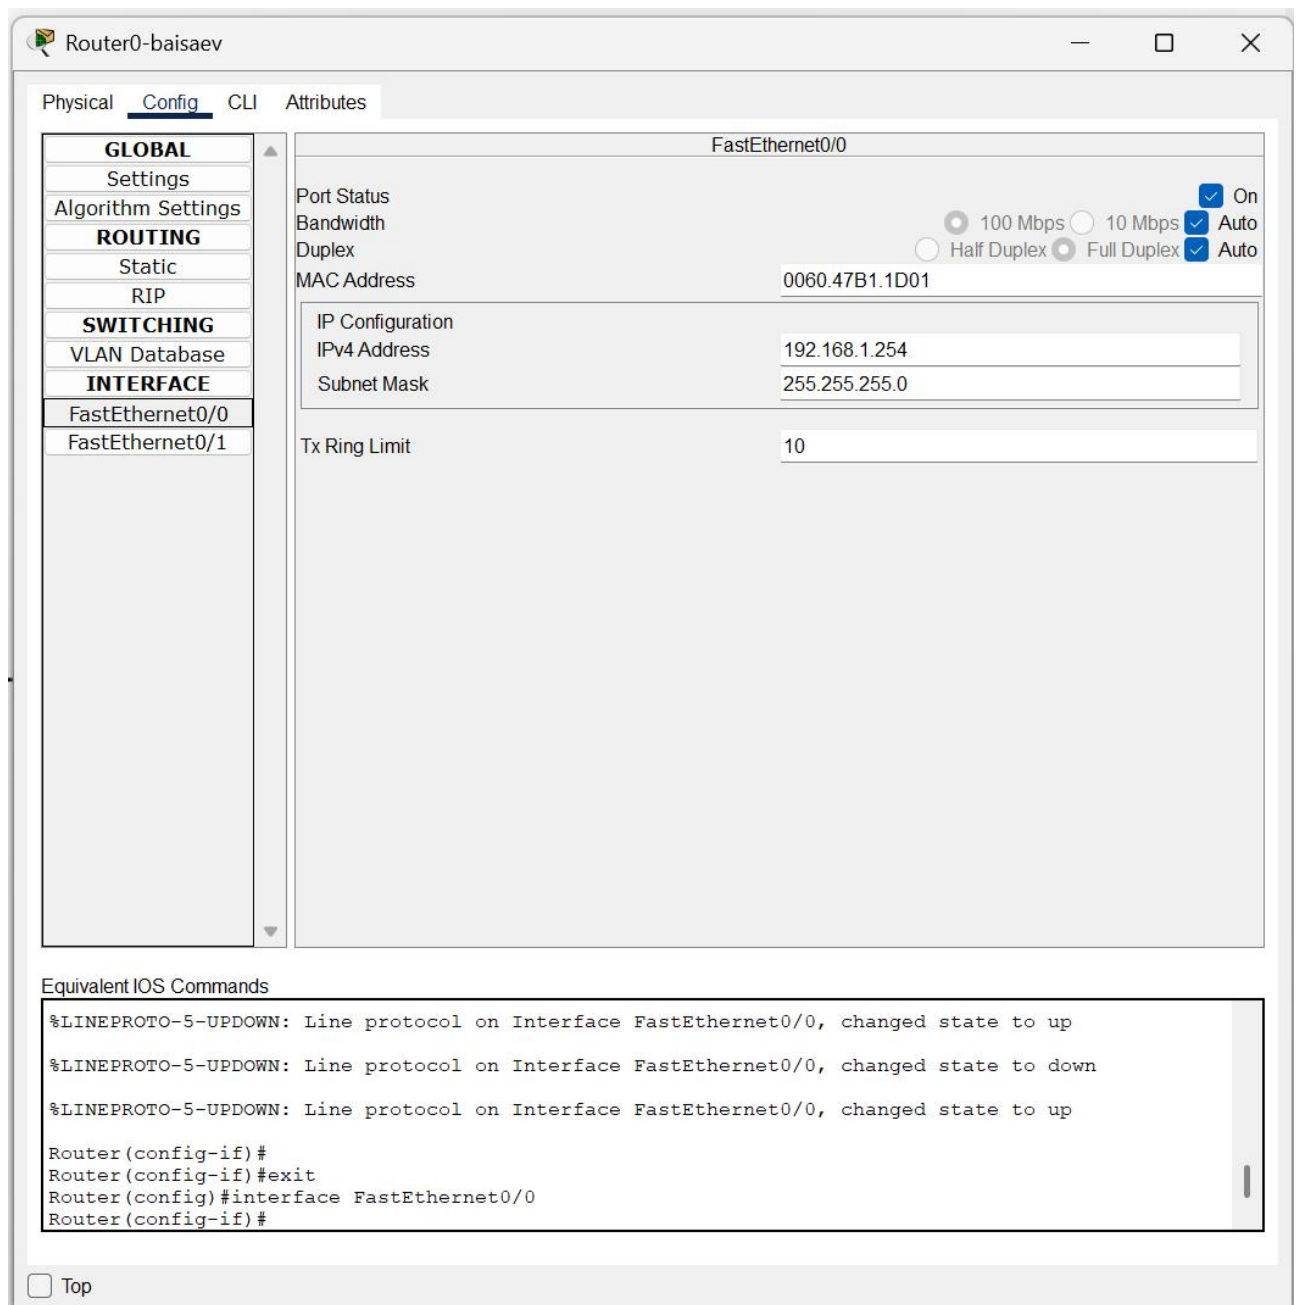 Router0-baisaev
Physical Config CLI Attributes
GLOBAL
Settings
Algorithm Settings
ROUTING
Static
RIP
SWITCHING
VLAN Database
INTERFACE
FastEthernet0/0
FastEthernet0/1
FastEthernet0/0
Port Status On
Bandwidth 100 Mbps 10 Mbps Auto
Duplex Half Duplex Full Duplex Auto
MAC Address 0060.47B1.1D01
IP Configuration
IPv4 Address 192.168.1.254
Subnet Mask 255.255.255.0
Tx Ring Limit 10
Equivalent IOS Commands
%LINEPROTO-5-UPDOWN: Line protocol on Interface FastEthernet0/0, changed state to up
%LINEPROTO-5-UPDOWN: Line protocol on Interface FastEthernet0/0, changed state to down
%LINEPROTO-5-UPDOWN: Line protocol on Interface FastEthernet0/0, changed state to up
Router(config-if)#
Router(config-if)#exit
Router(config)#interface FastEthernet0/0
Router(config-if)#
Top